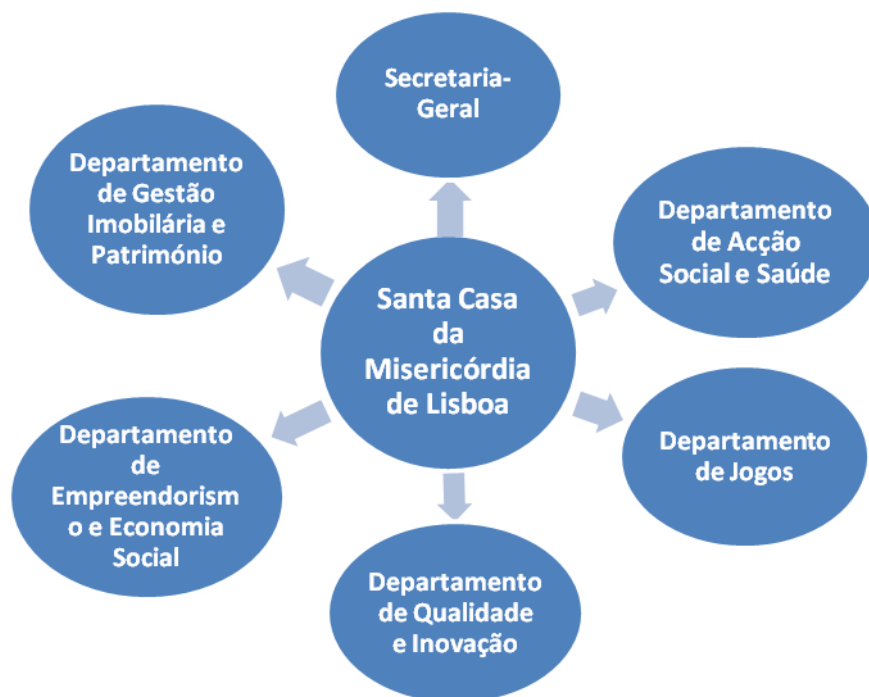 Secretaria-
Geral
Departamento
de Gestão
Imobilária e
Património
Departamento
de Acção
Social e Saúde
Santa Casa
da
Misericórdia
de Lisboa
Departamento
de
Empreendorism
o e Economia
Social
Departamento
de Jogos
Departamento
de Qualidade
e Inovação